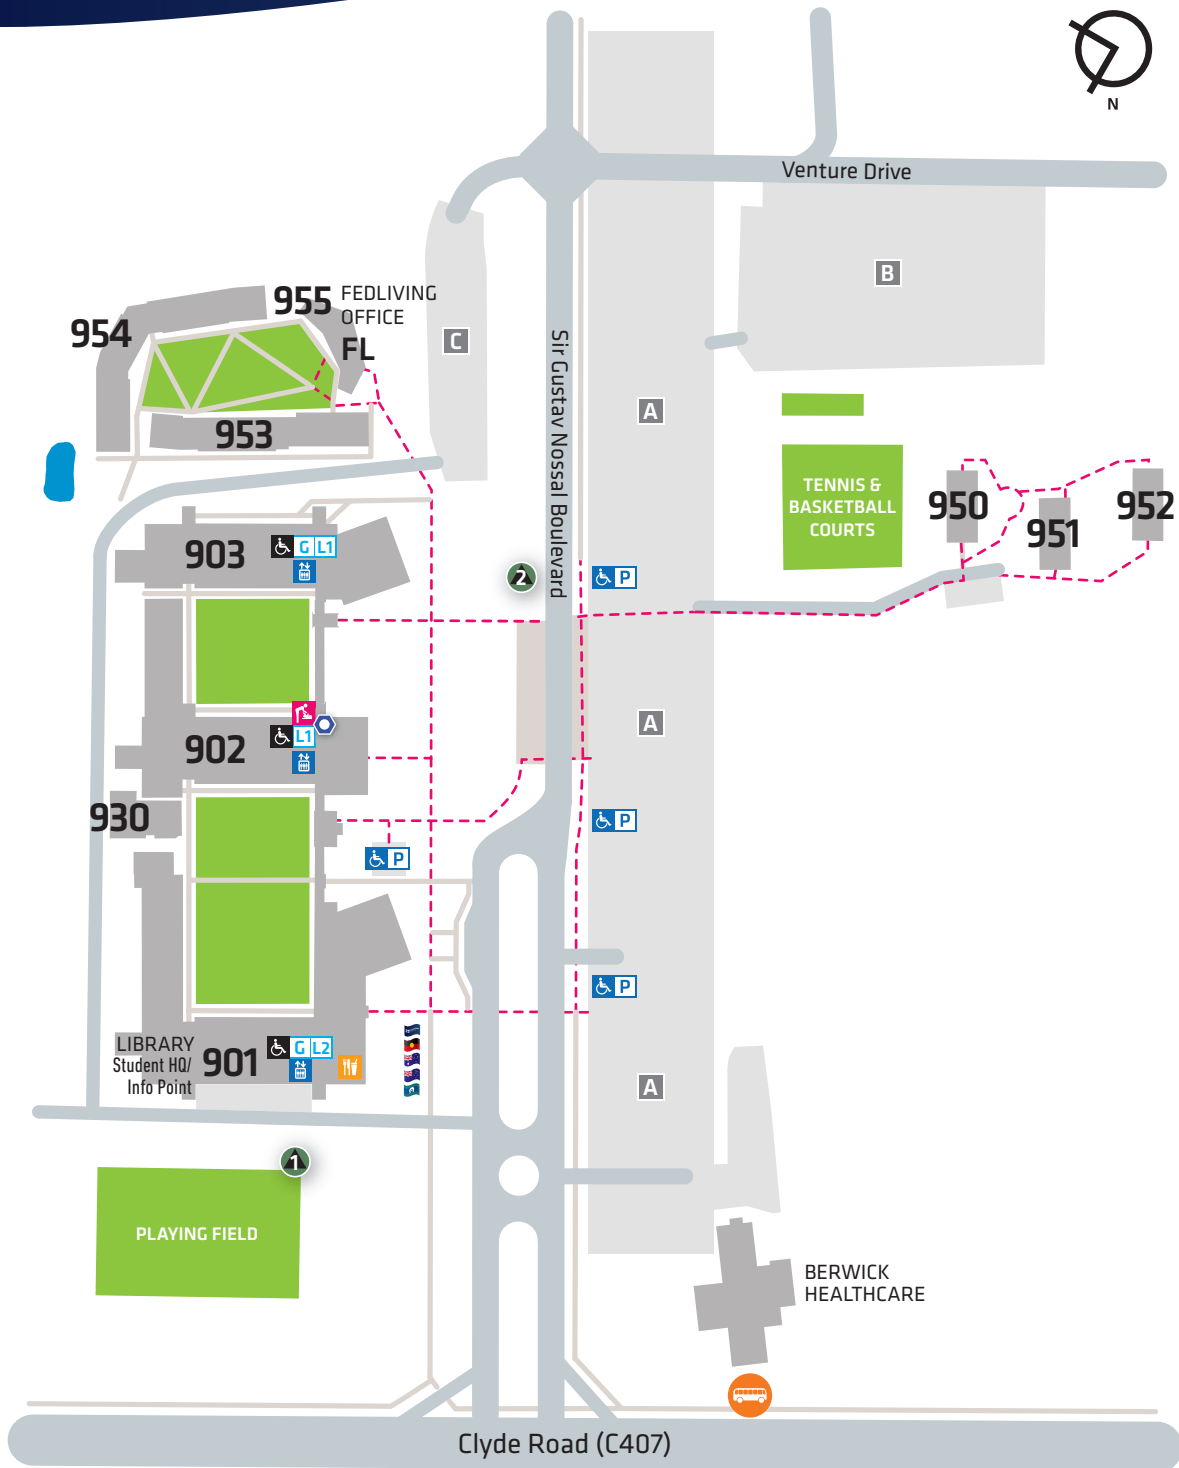 N
Venture Drive
B
955
FEDLIVING
OFFICE
FL
954
953
C
Sir Gustav Nossal Boulevard
A
TENNIS &
BASKETBALL
COURTS
950
951
952
903
G L1
2
P
902
L1
A
930
P
P
P
LIBRARY
Student HQ/
Info Point
901
G L2
A
1
PLAYING FIELD
BERWICK
HEALTHCARE
Clyde Road (C407)